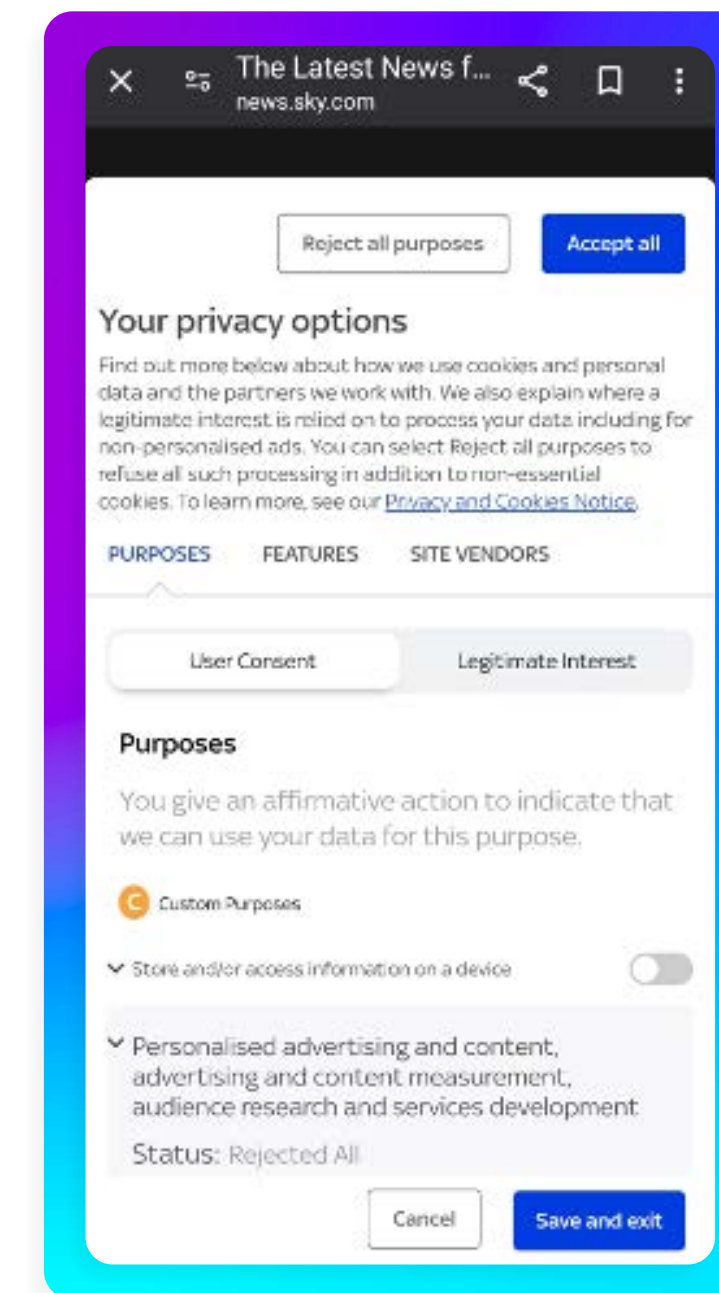 The Latest News f...
news.sky.com
Reject all purposes
Accept all
Your privacy options
Find out more below about how we use cookies and personal
data and the partners we work with. We also explain where a
legitimate interest is relied on to process your data including for
non-personalised ads. You can select Reject all purposes to
refuse all such processing in addition to non-essential
cookies. To learn more, see our Privacy and Cookies Notice.
PURPOSES FEATURES SITE VENDORS
User Consent Legitimate Interest
Purposes
You give an affirmative action to indicate that
we can use your data for this purpose.
C Custom Purposes
Store and/or access information on a device
Personalised advertising and content,
advertising and content measurement,
audience research and services development
Status: Rejected All
Cancel
Save and exit